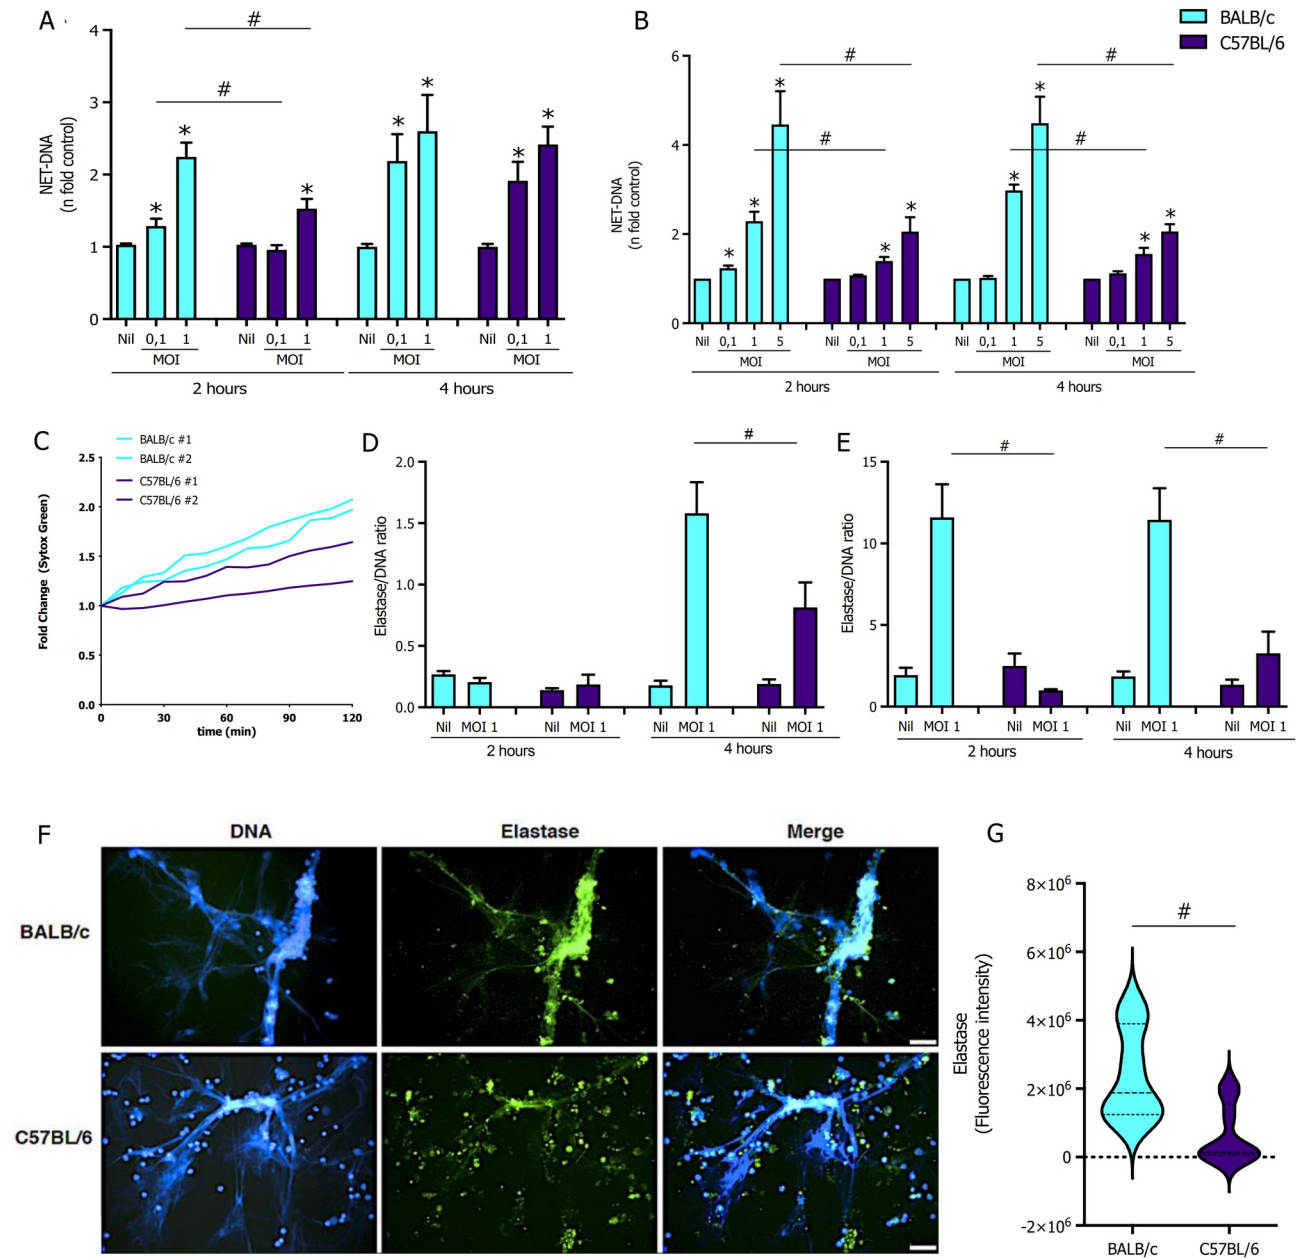 A
B
BALB/c
C57BL/6
#
#
* * * * * * *
4
3
2
1
0
NET-DNA
(n fold control)
Nil 0,1 1 Nil 0,1 1 Nil 0,1 1 Nil 0,1 1
MOI MOI MOI MOI
2 hours 4 hours
# #
# #
* * * * * * * * *
6
4
2
0
NET-DNA
(n fold control)
Nil 0,1 1 5 Nil 0,1 1 5 Nil 0,1 1 5 Nil 0,1 1 5
MOI MOI MOI MOI
2 hours 4 hours
C
BALB/c #1
BALB/c #2
C57BL/6 #1
C57BL/6 #2
2.5
2.0
1.5
1.0
0.5
0.0
Fold Change (Sytox Green)
0 30 60 90 120
time (min)
D
#
2.0
1.5
1.0
0.5
0.0
Elastase/DNA ratio
Nil MOI 1 Nil MOI 1 Nil MOI 1 Nil MOI 1
2 hours 4 hours
E
# #
15
10
5
0
Elastase/DNA ratio
Nil MOI 1 Nil MOI 1 Nil MOI 1 Nil MOI 1
2 hours 4 hours
F
DNA Elastase Merge
BALB/c
C57BL/6
G
#
8×10⁶
6×10⁶
4×10⁶
2×10⁶
0
-2×10⁶
Elastase
(Fluorescence intensity)
BALB/c C57BL/6